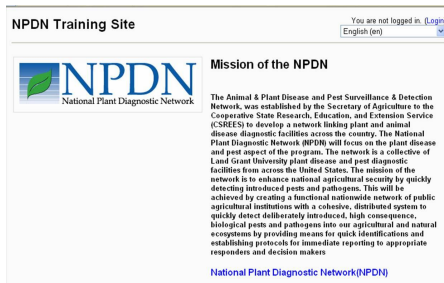 NPDN Training Site
You are not logged in. (Login
English (en)
NPDN
National Plant Diagnostic Network
Mission of the NPDN
The Animal & Plant Disease and Pest Surveillance & Detection
Network, was established by the Secretary of Agriculture to the
Cooperative State Research, Education, and Extension Service
(CSREES) to develop a network linking plant and animal
disease diagnostic facilities across the country. The National
Plant Diagnostic Network (NPDN) will focus on the plant disease
and pest aspect of the program. The network is a collective of
Land Grant University plant disease and pest diagnostic
facilities from across the United States. The mission of the
network is to enhance national agricultural security by quickly
detecting introduced pests and pathogens. This will be
achieved by creating a functional nationwide network of public
agricultural institutions with a cohesive, distributed system to
quickly detect deliberately introduced, high consequence,
biological pests and pathogens into our agricultural and natural
ecosystems by providing means for quick identifications and
establishing protocols for immediate reporting to appropriate
responders and decision makers
National Plant Diagnostic Network(NPDN)